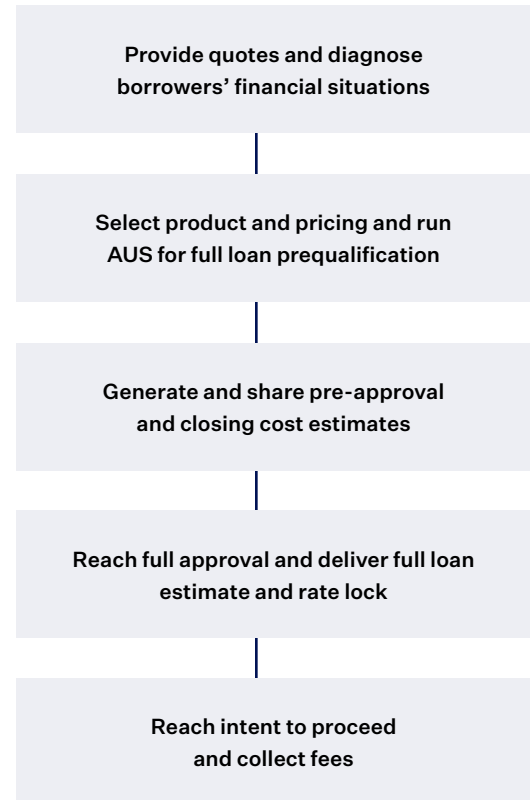 Provide quotes and diagnose
borrowers’ financial situations
Select product and pricing and run
AUS for full loan prequalification
Generate and share pre-approval
and closing cost estimates
Reach full approval and deliver full loan
estimate and rate lock
Reach intent to proceed
and collect fees